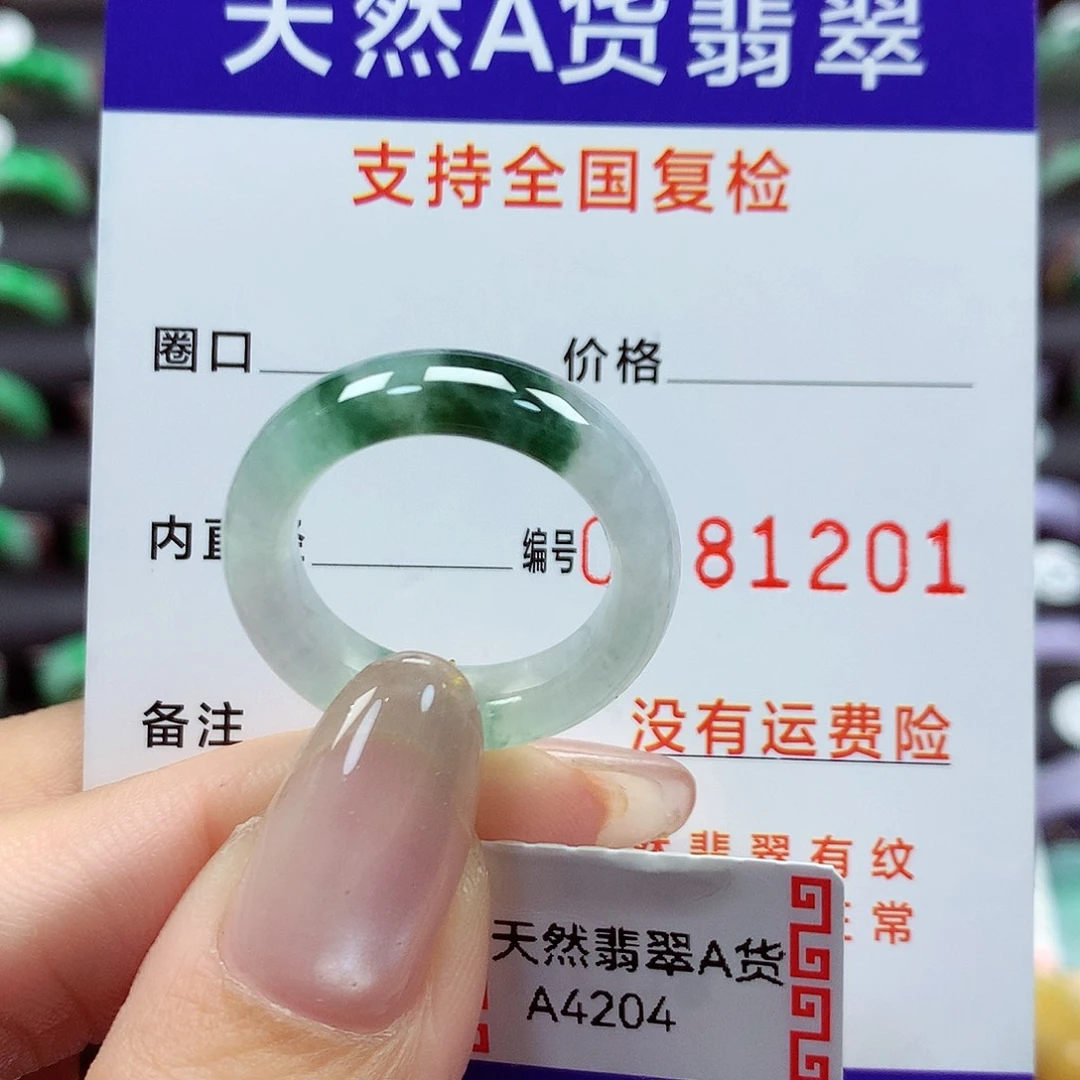 天然A货翡翠
支持全国复检
圈口 价格
内直 编号 81201
备注 没有运费险
然翡翠有纹
正常
天然翡翠A货
A4204